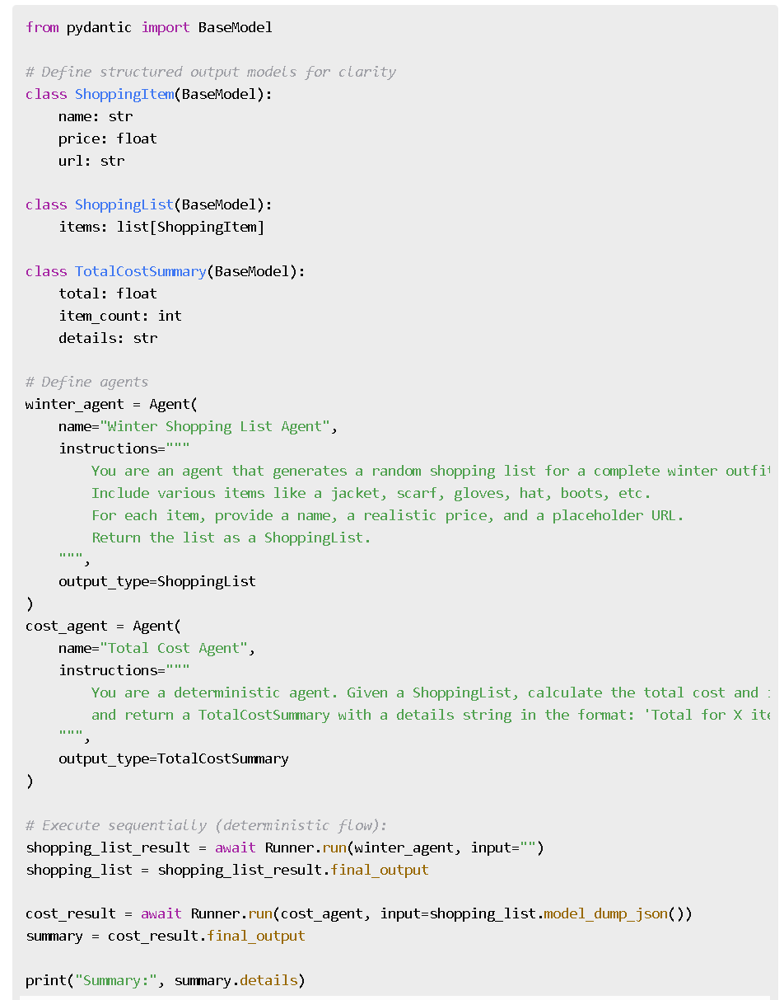 from pydantic import BaseModel
# Define structured output models for clarity
class ShoppingItem(BaseModel):
    name: str
    price: float
    url: str
class ShoppingList(BaseModel):
    items: list[ShoppingItem]
class TotalCostSummary(BaseModel):
    total: float
    item_count: int
    details: str
# Define agents
winter_agent = Agent(
    name="Winter Shopping List Agent",
    instructions="""
        You are an agent that generates a random shopping list for a complete winter
        Include various items like a jacket, scarf, gloves, hat, boots, etc.
        For each item, provide a name, a realistic price, and a placeholder URL.
        Return the list as a ShoppingList.
    """,
    output_type=ShoppingList
)
cost_agent = Agent(
    name="Total Cost Agent",
    instructions="""
        You are a deterministic agent. Given a ShoppingList, calculate the total cost and
        and return a TotalCostSummary with a details string in the format: 'Total for X
    """,
    output_type=TotalCostSummary
)
# Execute sequentially (deterministic flow):
shopping_list_result = await Runner.run(winter_agent, input="")
shopping_list = shopping_list_result.final_output
cost_result = await Runner.run(cost_agent, input=shopping_list.model_dump_json())
summary = cost_result.final_output
print("Summary:", summary.details)